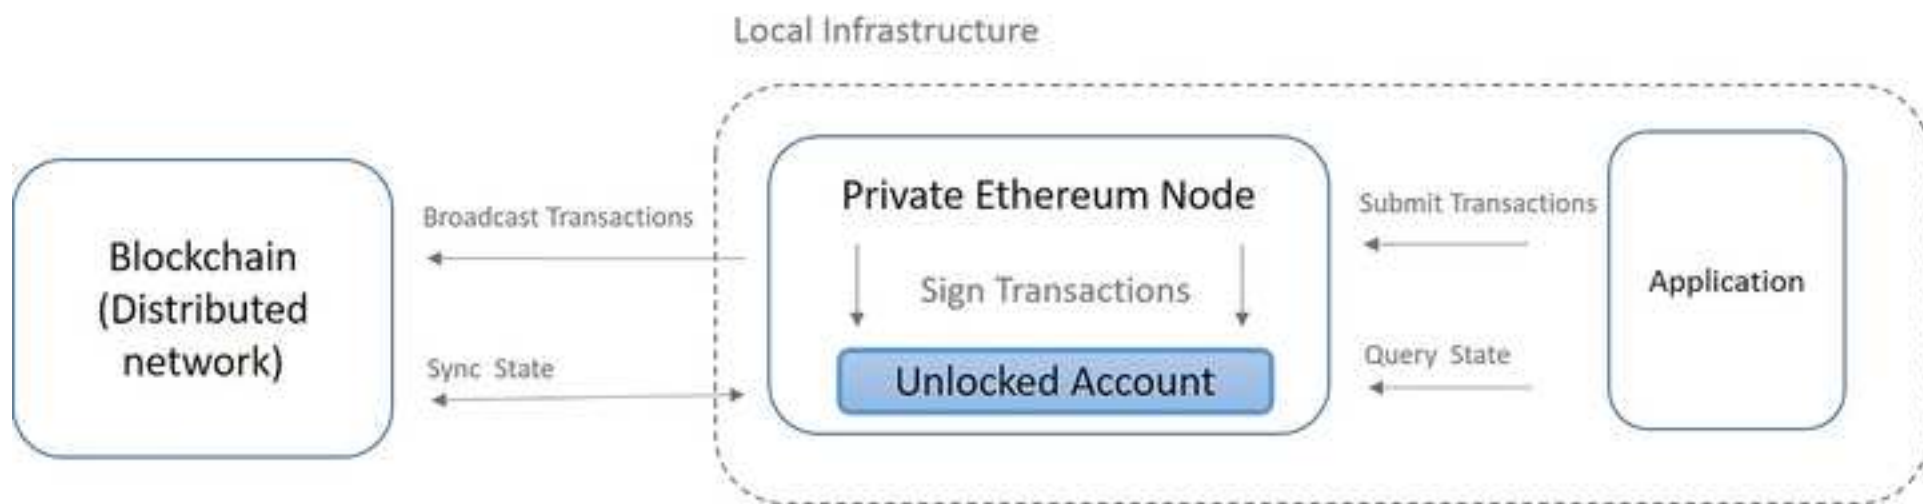 Local Infrastructure
Blockchain
(Distributed
network)
Broadcast Transactions
Sync State
Private Ethereum Node
Sign Transactions
Unlocked Account
Submit Transactions
Query State
Application